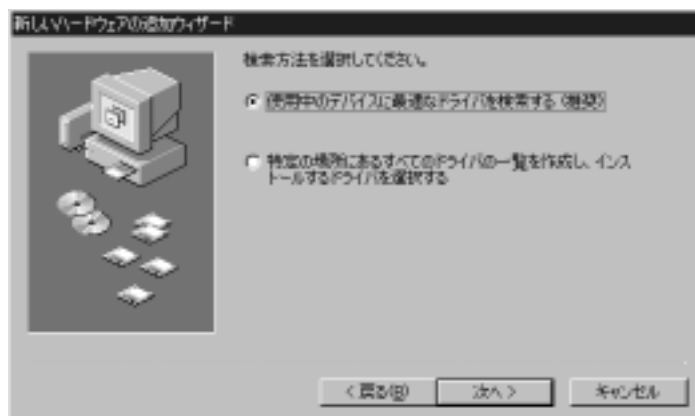 新しいハードウェアの追加ウィザード
検索方法を選択してください。
使用中のデバイスに最適なドライバを検索する（推奨）
特定の場所にあるすべてのドライバの一覧を作成し、インス
トールするドライバを選択する
< 戻る(B)
次へ >
キャンセル